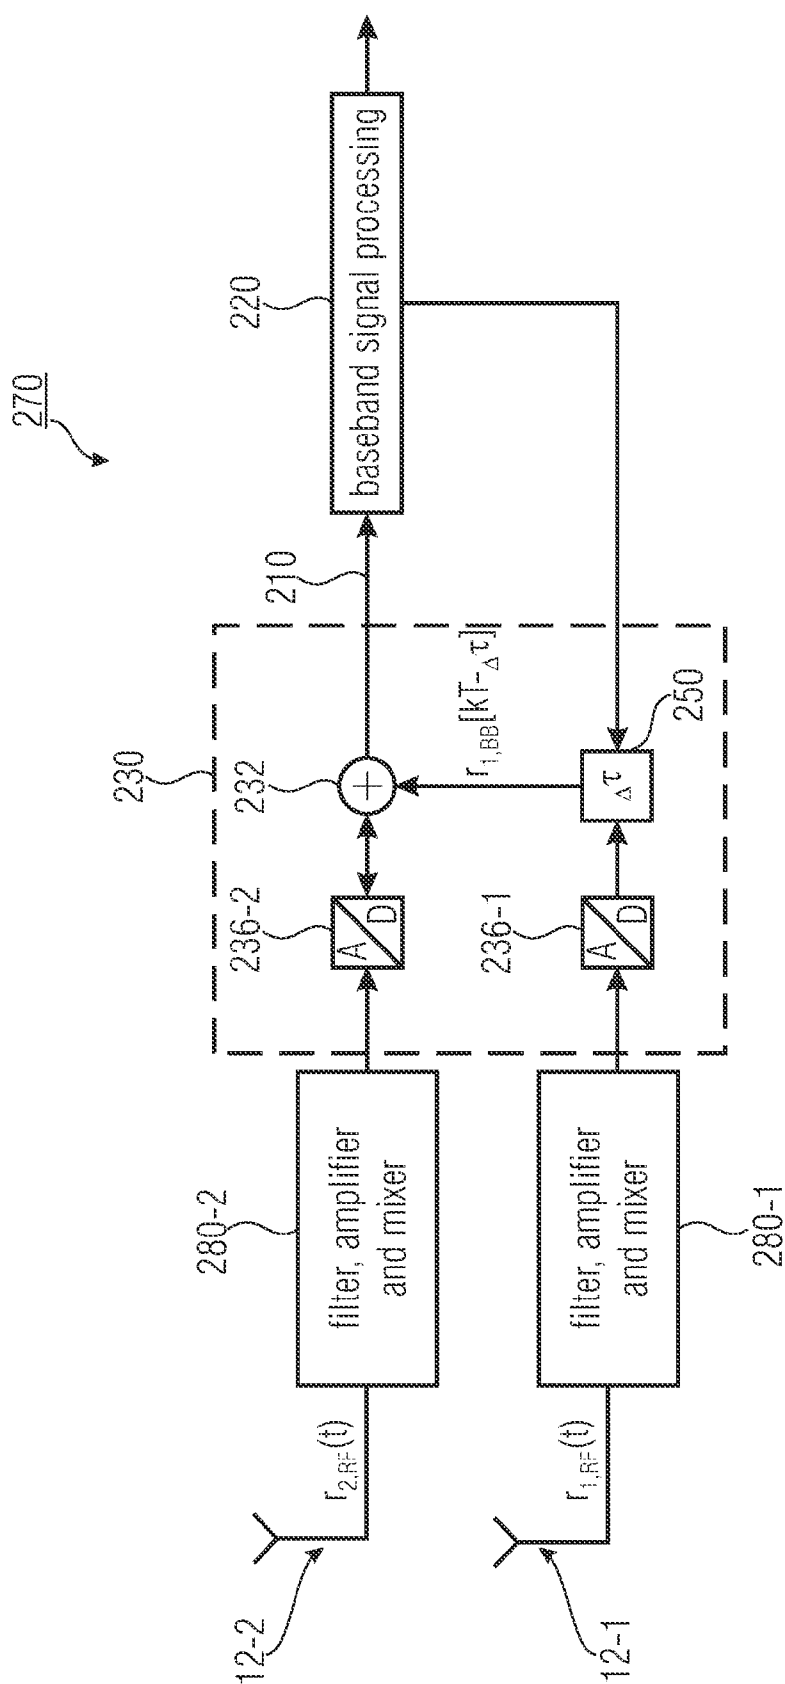 270
12-2
r2,RF(t)
280-2
filter, amplifier
and mixer
230
236-2
A
D
232
+
210
220
baseband signal processing
12-1
r1,RF(t)
280-1
filter, amplifier
and mixer
236-1
A
D
Δτ
250
r1,BB[kT-Δτ]